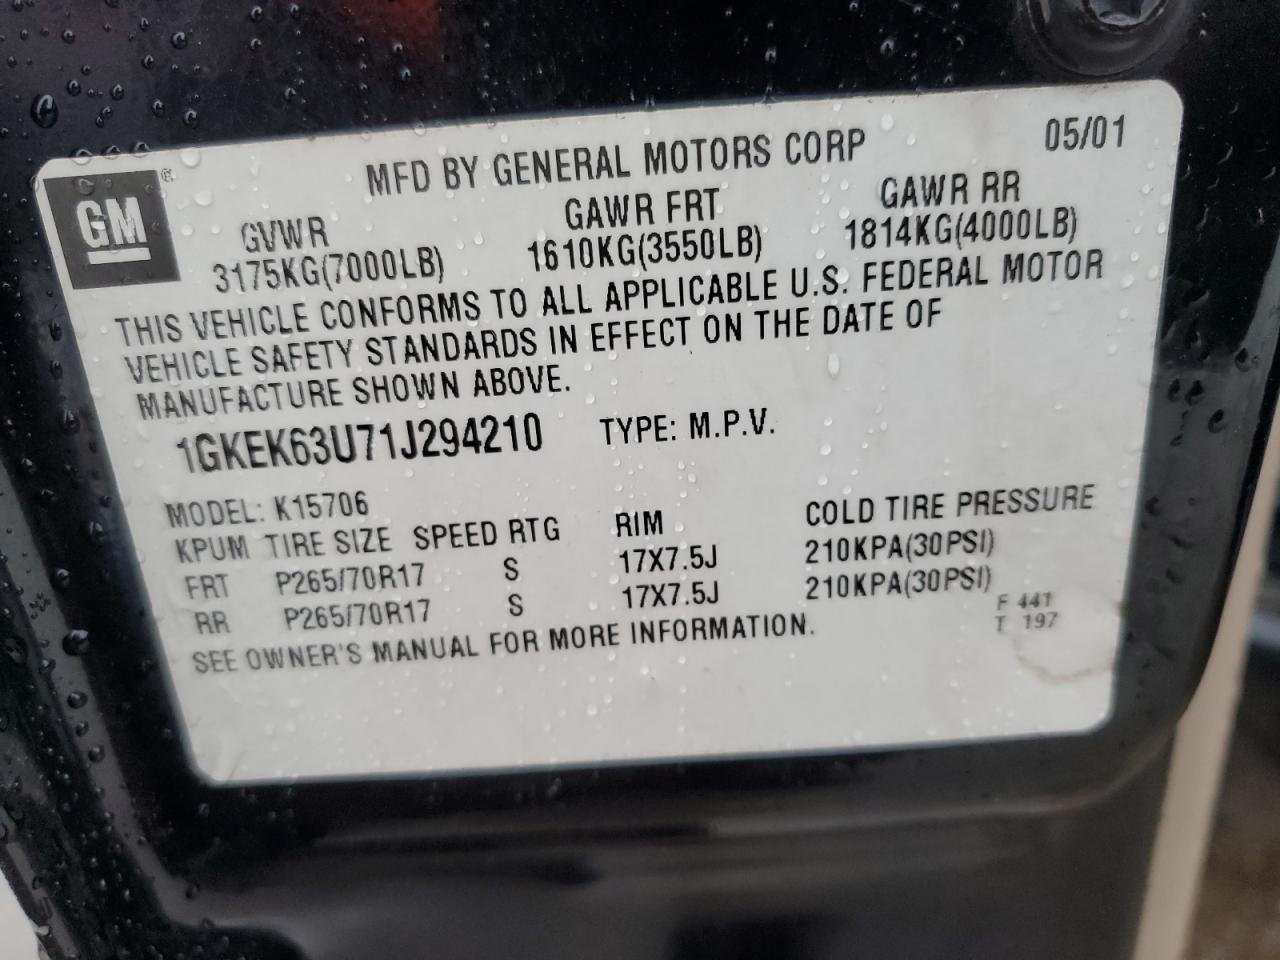 MFD BY GENERAL MOTORS CORP 05/01
GM ®
GVWR GAWR FRT GAWR RR
3175KG(7000LB) 1610KG(3550LB) 1814KG(4000LB)
THIS VEHICLE CONFORMS TO ALL APPLICABLE U.S. FEDERAL MOTOR
VEHICLE SAFETY STANDARDS IN EFFECT ON THE DATE OF
MANUFACTURE SHOWN ABOVE.
1GKEK63U71J294210 TYPE: M.P.V.
MODEL: K15706
KPUM TIRE SIZE SPEED RTG RIM COLD TIRE PRESSURE
FRT P265/70R17 S 17X7.5J 210KPA(30PSI)
RR P265/70R17 S 17X7.5J 210KPA(30PSI)
SEE OWNER'S MANUAL FOR MORE INFORMATION.
F 441
T 197